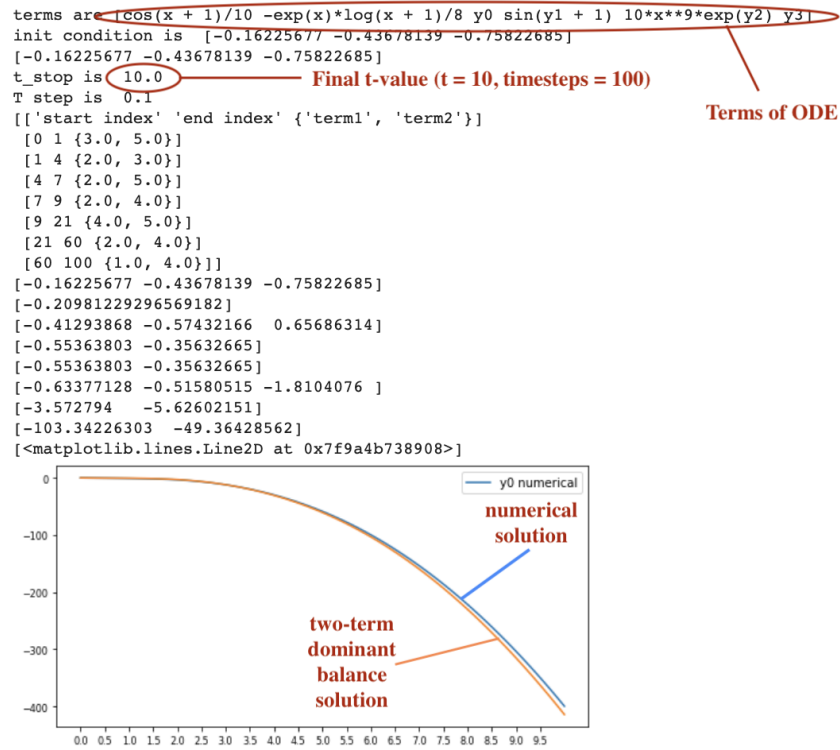 terms are [cos(x + 1)/10 -exp(x)*log(x + 1)/8 y0 sin(y1 + 1) 10*x**9*exp(y2) y3]
init condition is [-0.16225677 -0.43678139 -0.75822685]
[-0.16225677 -0.43678139 -0.75822685]
t_stop is 10.0
Final t-value (t = 10, timesteps = 100)
T step is 0.1
Terms of ODE
[['start index' 'end index' {'term1', 'term2'}]
[0 1 {3.0, 5.0}]
[1 4 {2.0, 3.0}]
[4 7 {2.0, 5.0}]
[7 9 {2.0, 4.0}]
[9 21 {4.0, 5.0}]
[21 60 {2.0, 4.0}]
[60 100 {1.0, 4.0}]]
[-0.16225677 -0.43678139 -0.75822685]
[-0.20981229296569182]
[-0.41293868 -0.57432166 0.65686314]
[-0.55363803 -0.35632665]
[-0.55363803 -0.35632665]
[-0.63377128 -0.51580515 -1.8104076 ]
[-3.572794 -5.62602151]
[-103.34226303 -49.36428562]
[<matplotlib.lines.Line2D at 0x7f9a4b738908>]
0
y0 numerical
numerical
solution
-100
-200
two-term
dominant
balance
solution
-300
-400
0.0 0.5 1.0 1.5 2.0 2.5 3.0 3.5 4.0 4.5 5.0 5.5 6.0 6.5 7.0 7.5 8.0 8.5 9.0 9.5